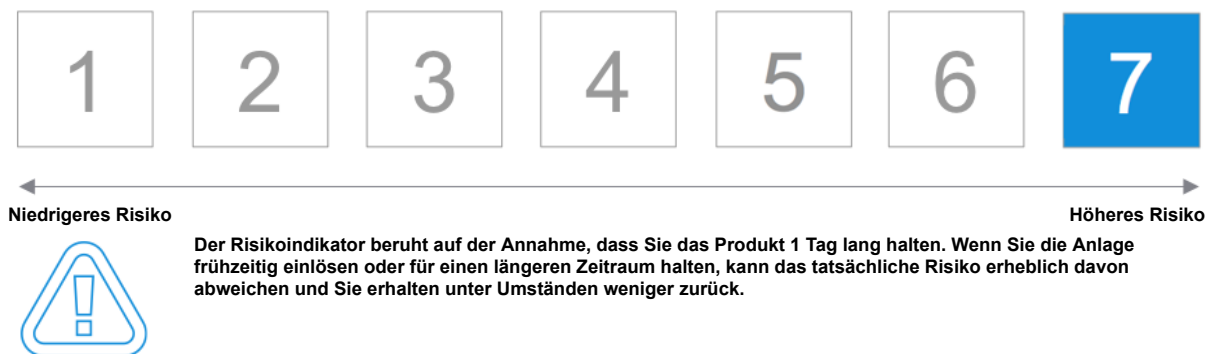 1 2 3 4 5 6 7
Niedrigeres Risiko Höheres Risiko
Der Risikoindikator beruht auf der Annahme, dass Sie das Produkt 1 Tag lang halten. Wenn Sie die Anlage
frühzeitig einlösen oder für einen längeren Zeitraum halten, kann das tatsächliche Risiko erheblich davon
abweichen und Sie erhalten unter Umständen weniger zurück.